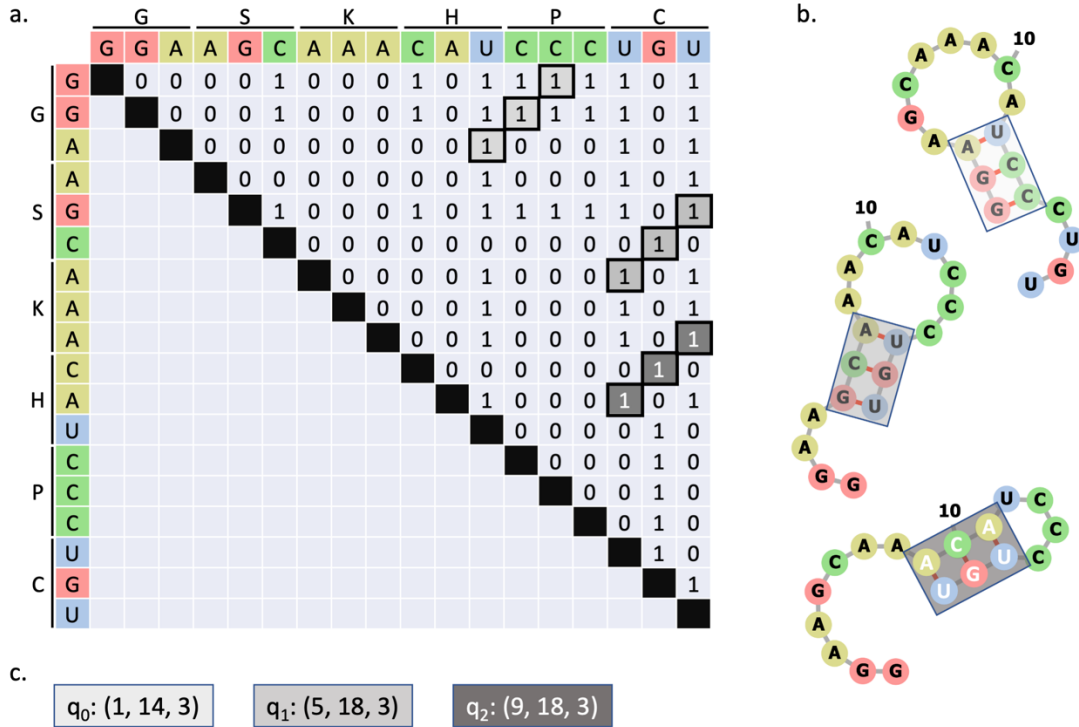 a.
G S K H P C
G G A A G C A A A C A U C C C U G U
G 0 0 0 0 1 0 0 0 1 0 1 1 1 1 1 0 1
G G 0 0 0 1 0 0 0 1 0 1 1 1 1 1 0 1
A 0 0 0 0 0 0 0 0 1 0 0 0 1 0 1
A 0 0 0 0 0 0 0 1 0 0 0 1 0 1
S G 1 0 0 0 1 0 1 1 1 1 1 0 1
C 0 0 0 0 0 0 0 0 0 0 1 0
A 0 0 0 0 1 0 0 0 1 0 1
K A 0 0 0 1 0 0 0 1 0 1
A 0 0 1 0 0 0 1 0 1
C 0 0 0 0 0 0 1 0
H A 1 0 0 0 1 0 1
U 0 0 0 0 1 0
C 0 0 0 1 0
P C 0 0 1 0
C 0 1 0
U 1 0
C G 1
U
b.
G G A A G C A A A C A U C C C U G U
10
G G A A G C A A A C A U C C C U G U
10
G G A A G C A A A C A U C C C U G U
10
c.
q0: (1, 14, 3)
q1: (5, 18, 3)
q2: (9, 18, 3)